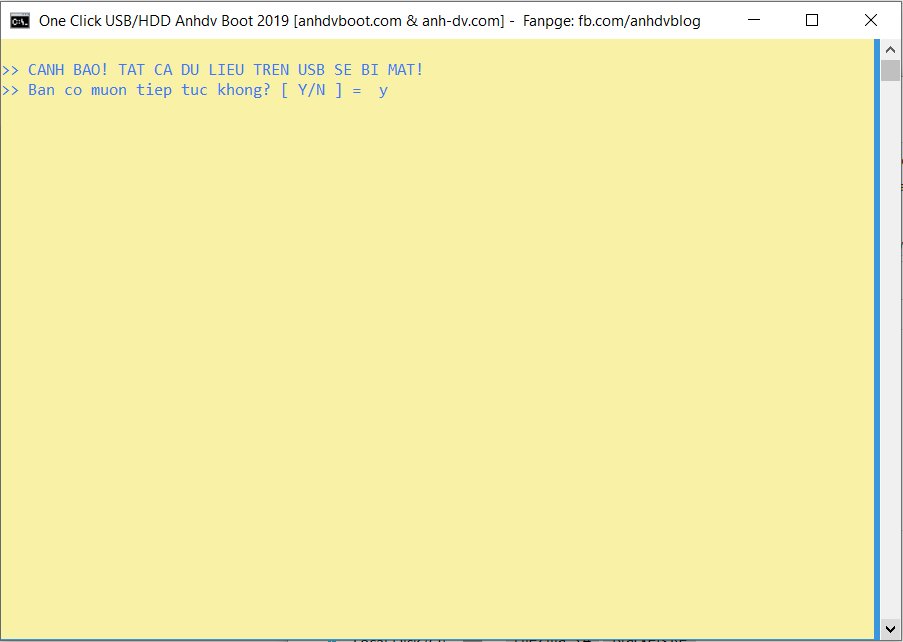 One Click USB/HDD Anhdv Boot 2019 [anhdvboot.com & anh-dv.com] - Fanpge: fb.com/anhdvblog
>> CANH BAO! TAT CA DU LIEU TREN USB SE BI MAT!
>> Ban co muon tiep tuc khong? [ Y/N ] = y